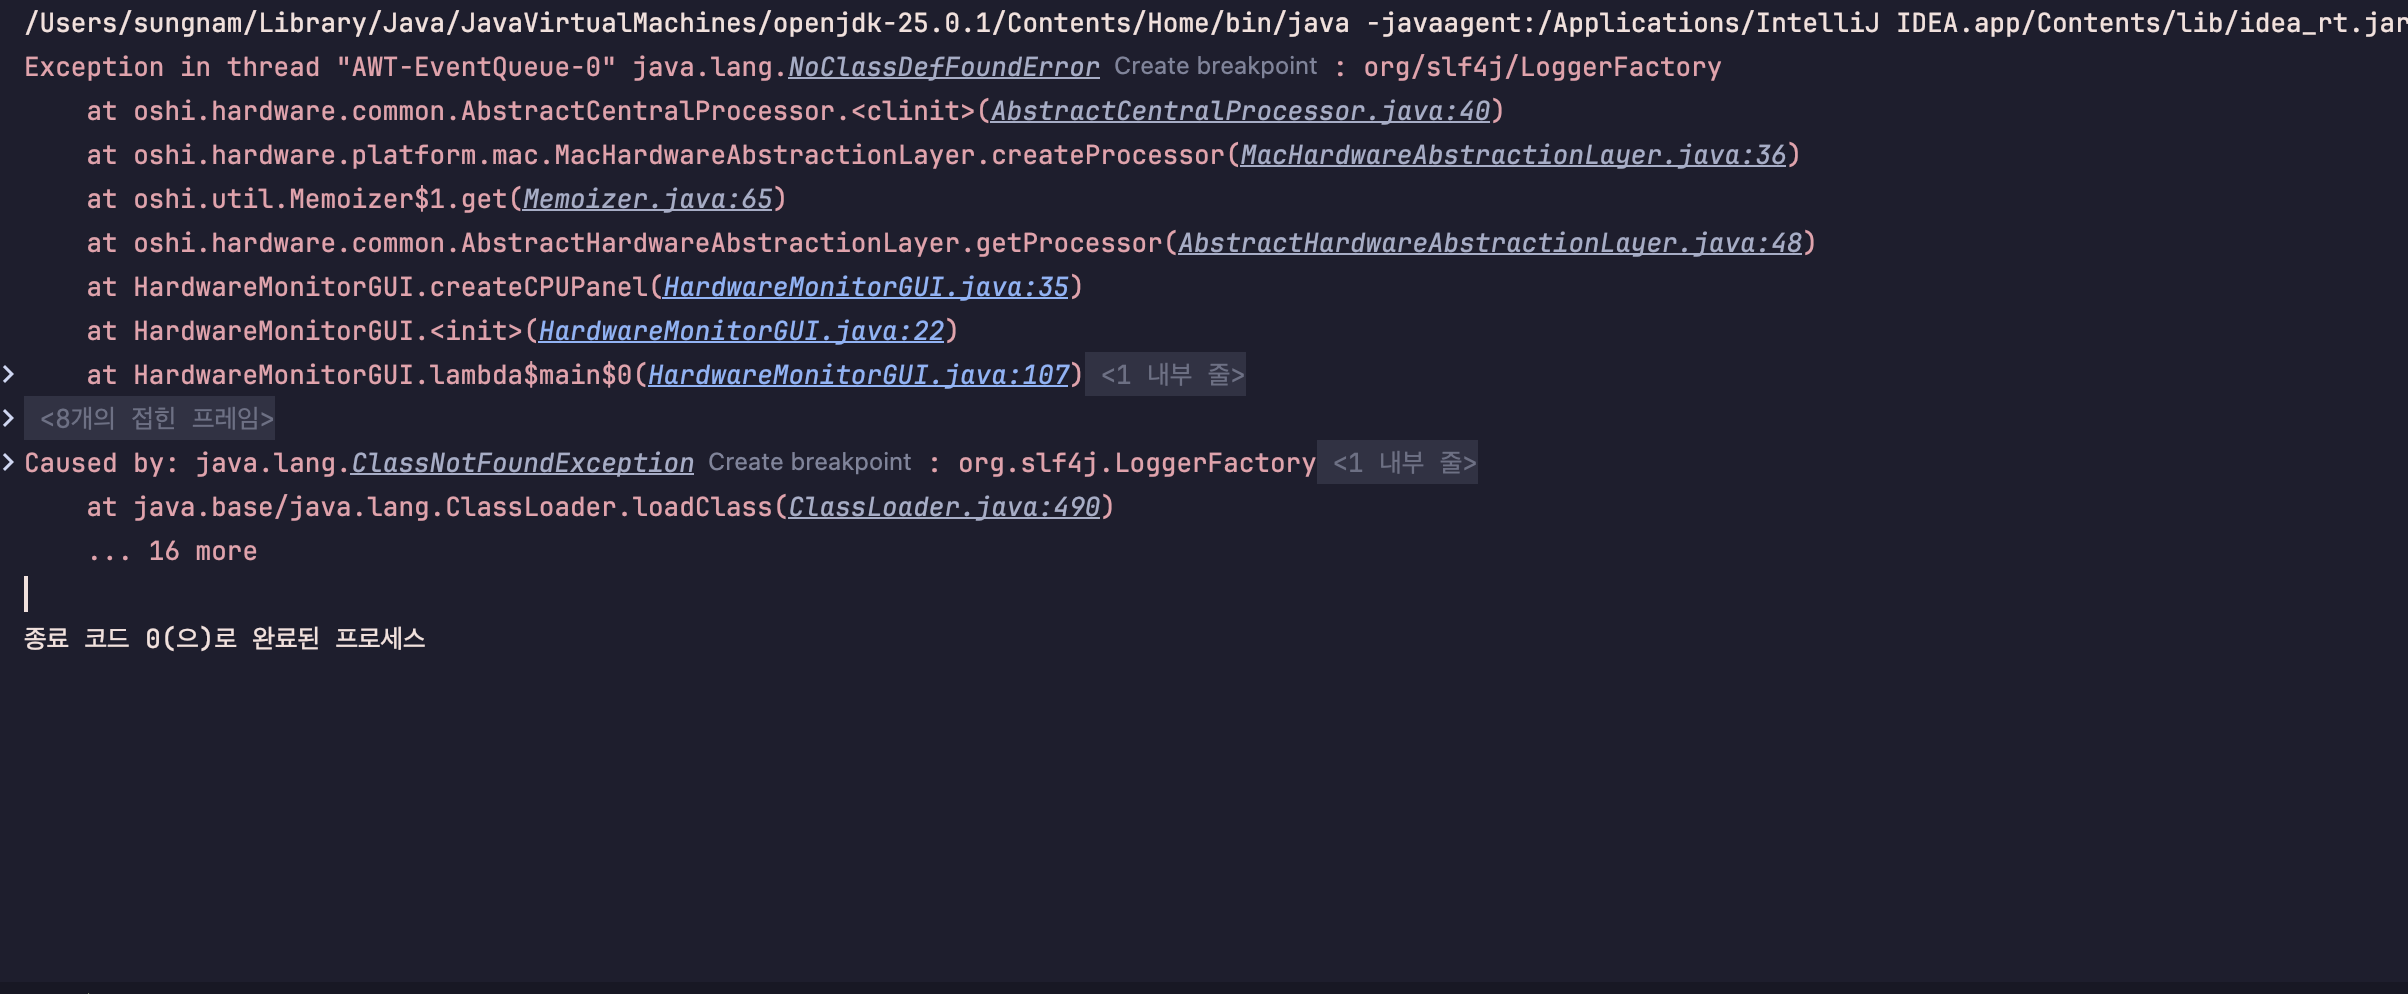 /Users/sungnam/Library/Java/JavaVirtualMachines/openjdk-25.0.1/Contents/Home/bin/java -javaagent:/Applications/IntelliJ IDEA.app/Contents/lib/idea_rt.jar
Exception in thread "AWT-EventQueue-0" java.lang.NoClassDefFoundError Create breakpoint : org/slf4j/LoggerFactory
    at oshi.hardware.common.AbstractCentralProcessor.<clinit>(AbstractCentralProcessor.java:40)
    at oshi.hardware.platform.mac.MacHardwareAbstractionLayer.createProcessor(MacHardwareAbstractionLayer.java:36)
    at oshi.util.Memoizer$1.get(Memoizer.java:65)
    at oshi.hardware.common.AbstractHardwareAbstractionLayer.getProcessor(AbstractHardwareAbstractionLayer.java:48)
    at HardwareMonitorGUI.createCPUPanel(HardwareMonitorGUI.java:35)
    at HardwareMonitorGUI.<init>(HardwareMonitorGUI.java:22)
    at HardwareMonitorGUI.lambda$main$0(HardwareMonitorGUI.java:107) <1 내부 줄>
<8개의 접힌 프레임>
Caused by: java.lang.ClassNotFoundException Create breakpoint : org.slf4j.LoggerFactory <1 내부 줄>
    at java.base/java.lang.ClassLoader.loadClass(ClassLoader.java:490)
    ... 16 more
종료 코드 0(으)로 완료된 프로세스